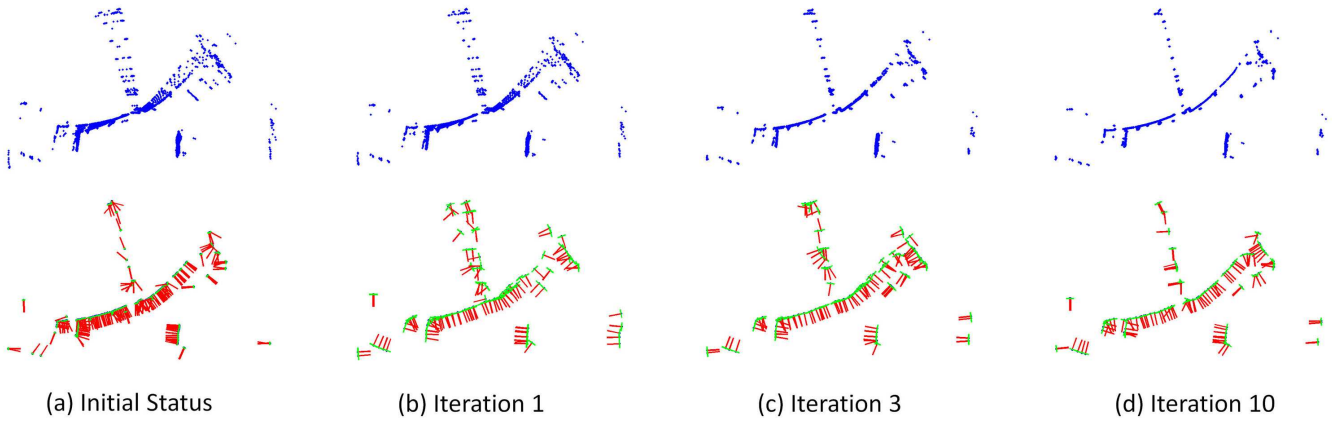 (a) Initial Status
(b) Iteration 1
(c) Iteration 3
(d) Iteration 10